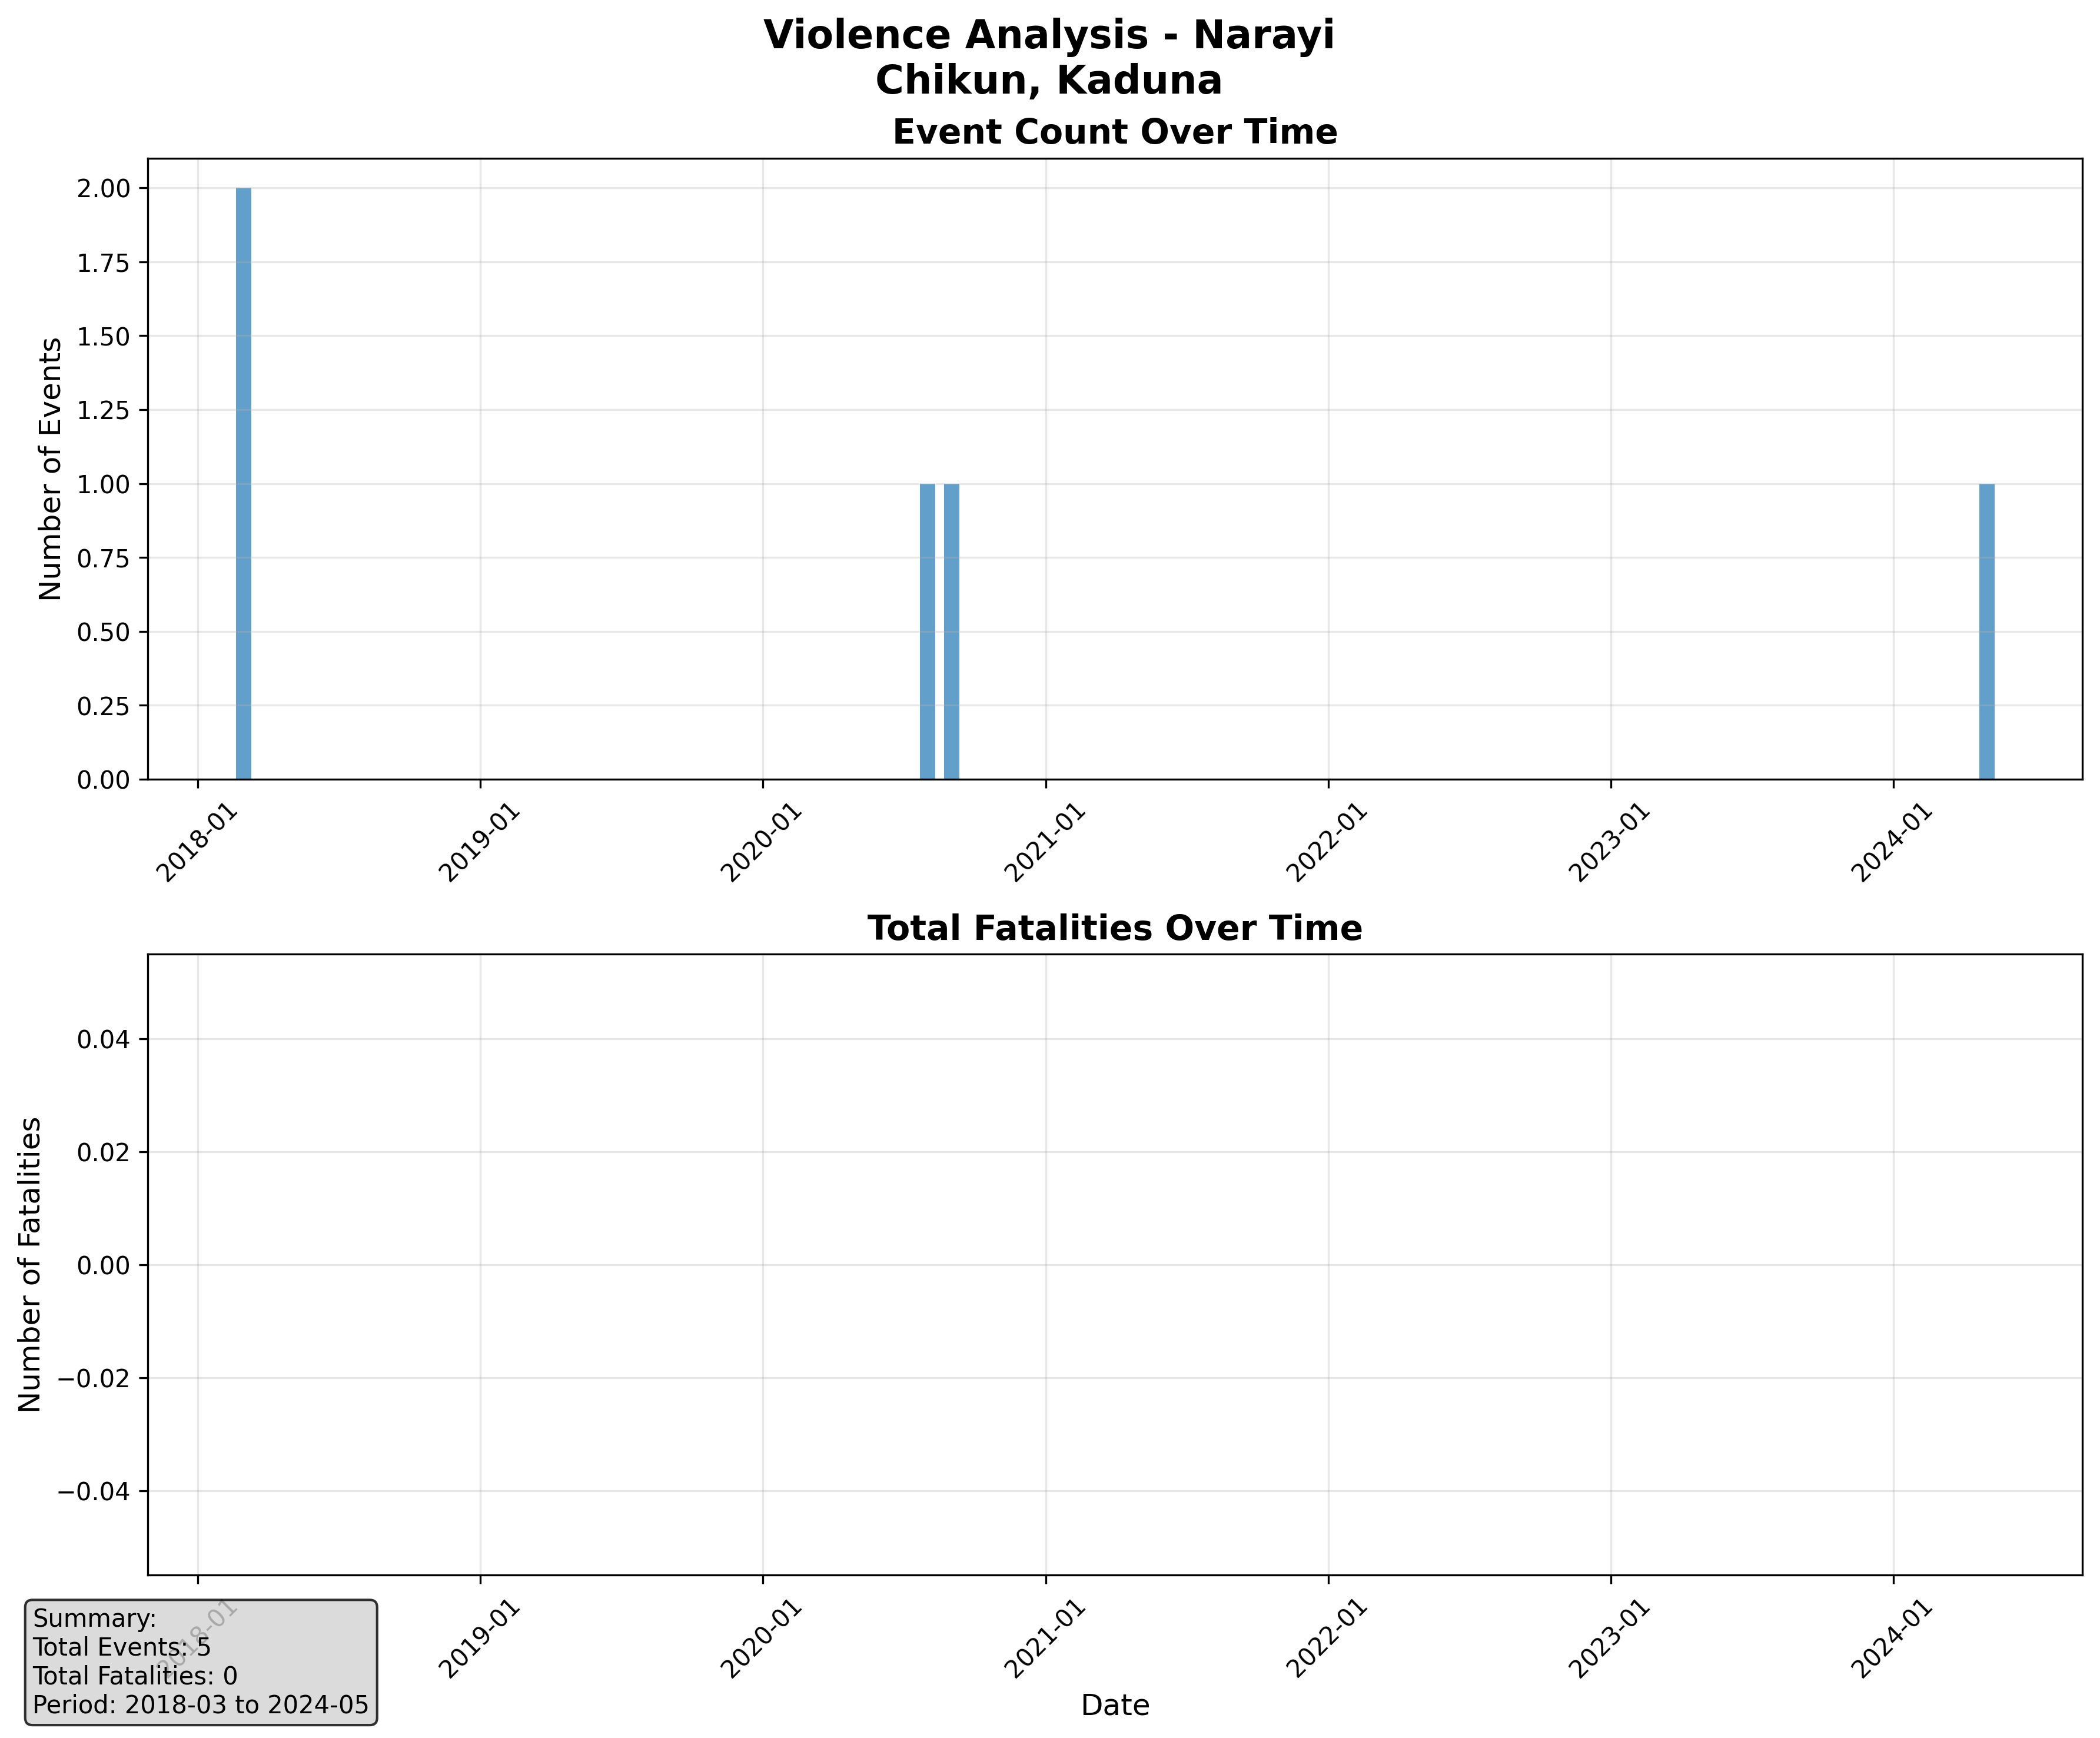 Violence Analysis - Narayi
Chikun, Kaduna
Event Count Over Time
Number of Events
2.00
1.75
1.50
1.25
1.00
0.75
0.50
0.25
0.00
2018-01
2019-01
2020-01
2021-01
2022-01
2023-01
2024-01
Total Fatalities Over Time
Number of Fatalities
0.04
0.02
0.00
−0.02
−0.04
2018-01
2019-01
2020-01
2021-01
2022-01
2023-01
2024-01
Date
Summary:
Total Events: 5
Total Fatalities: 0
Period: 2018-03 to 2024-05